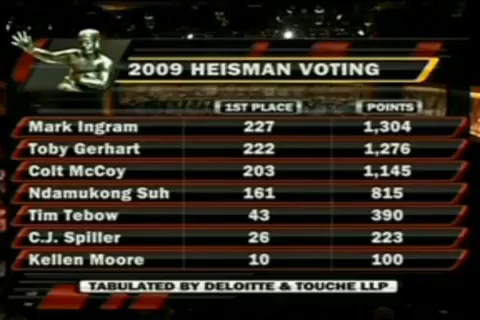 2009 HEISMAN VOTING
1ST PLACE POINTS
Mark Ingram 227 1,304
Toby Gerhart 222 1,276
Colt McCoy 203 1,145
Ndamukong Suh 161 815
Tim Tebow 43 390
C.J. Spiller 26 223
Kellen Moore 10 100
TABULATED BY DELOITTE & TOUCHE LLP